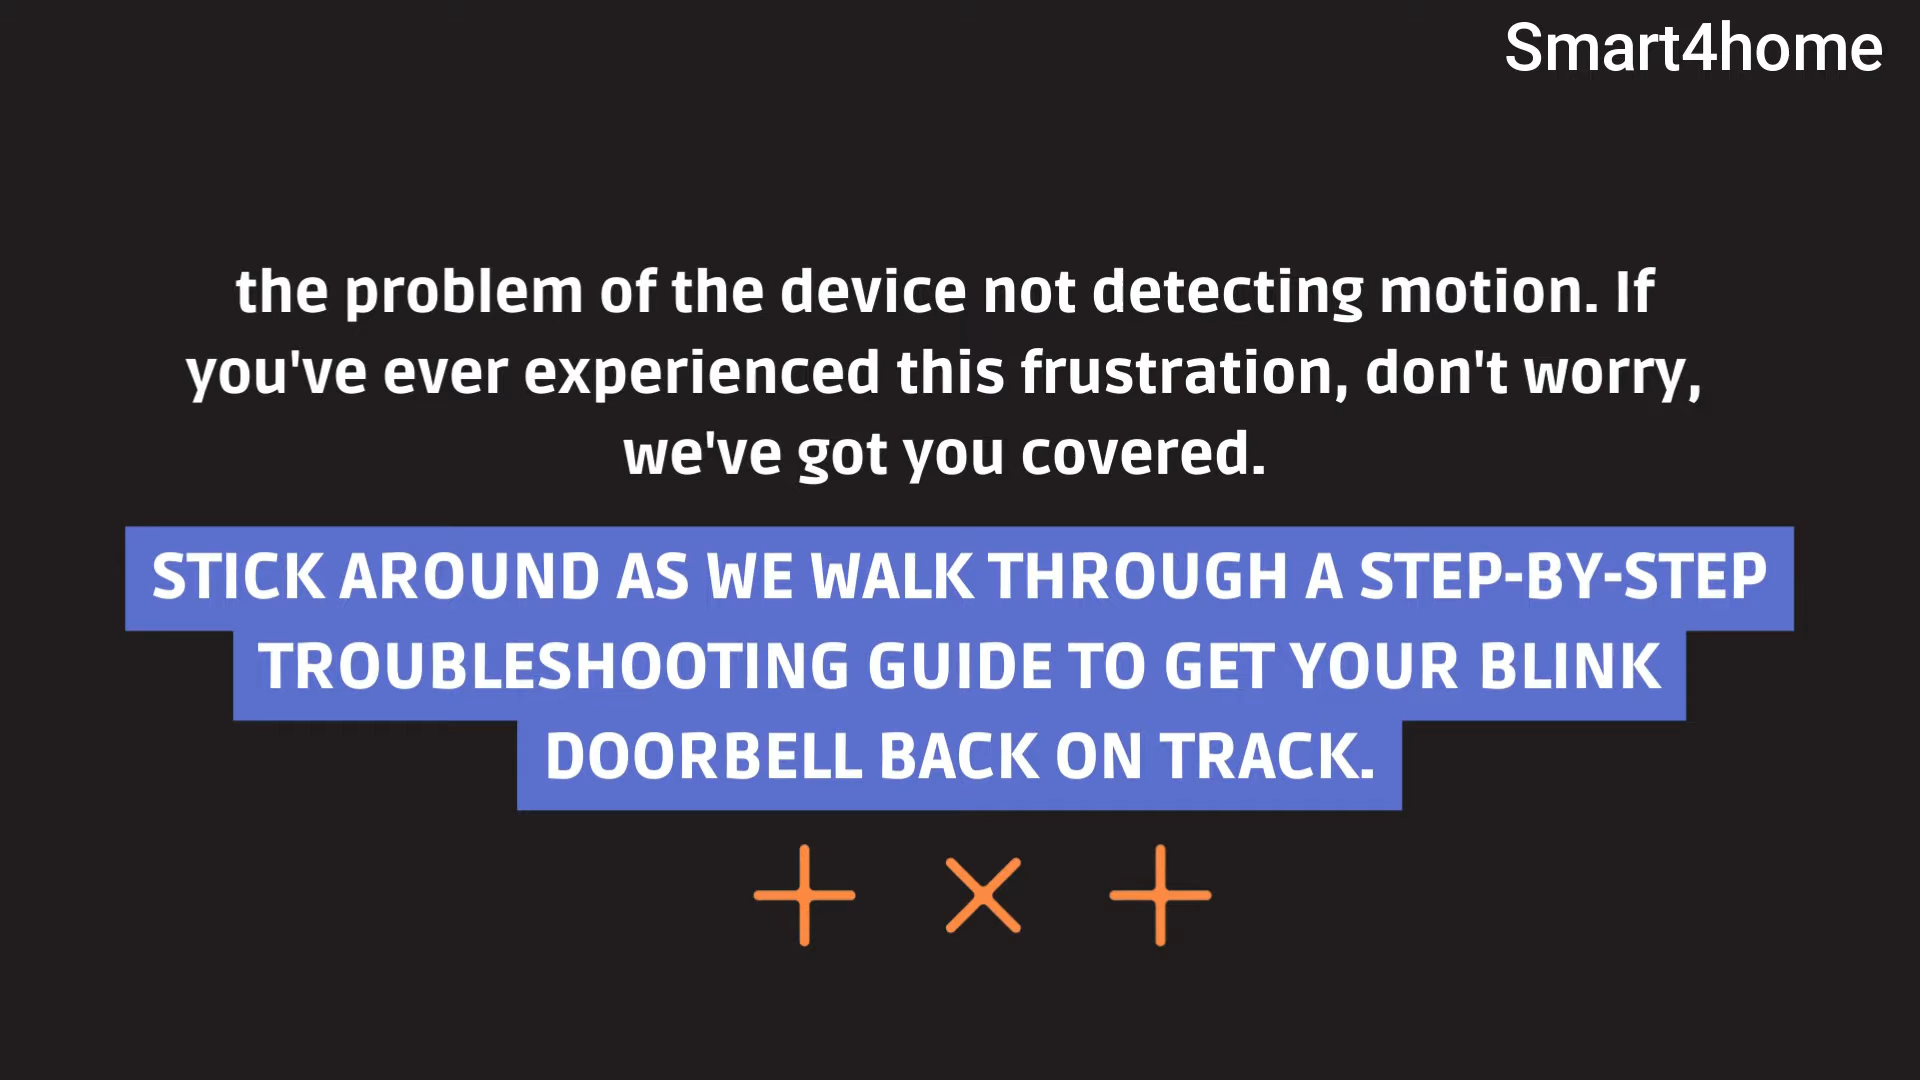 Smart4home
the problem of the device not detecting motion. If
you've ever experienced this frustration, don't worry,
we've got you covered.
STICK AROUND AS WE WALK THROUGH A STEP-BY-STEP
TROUBLESHOOTING GUIDE TO GET YOUR BLINK
DOORBELL BACK ON TRACK.